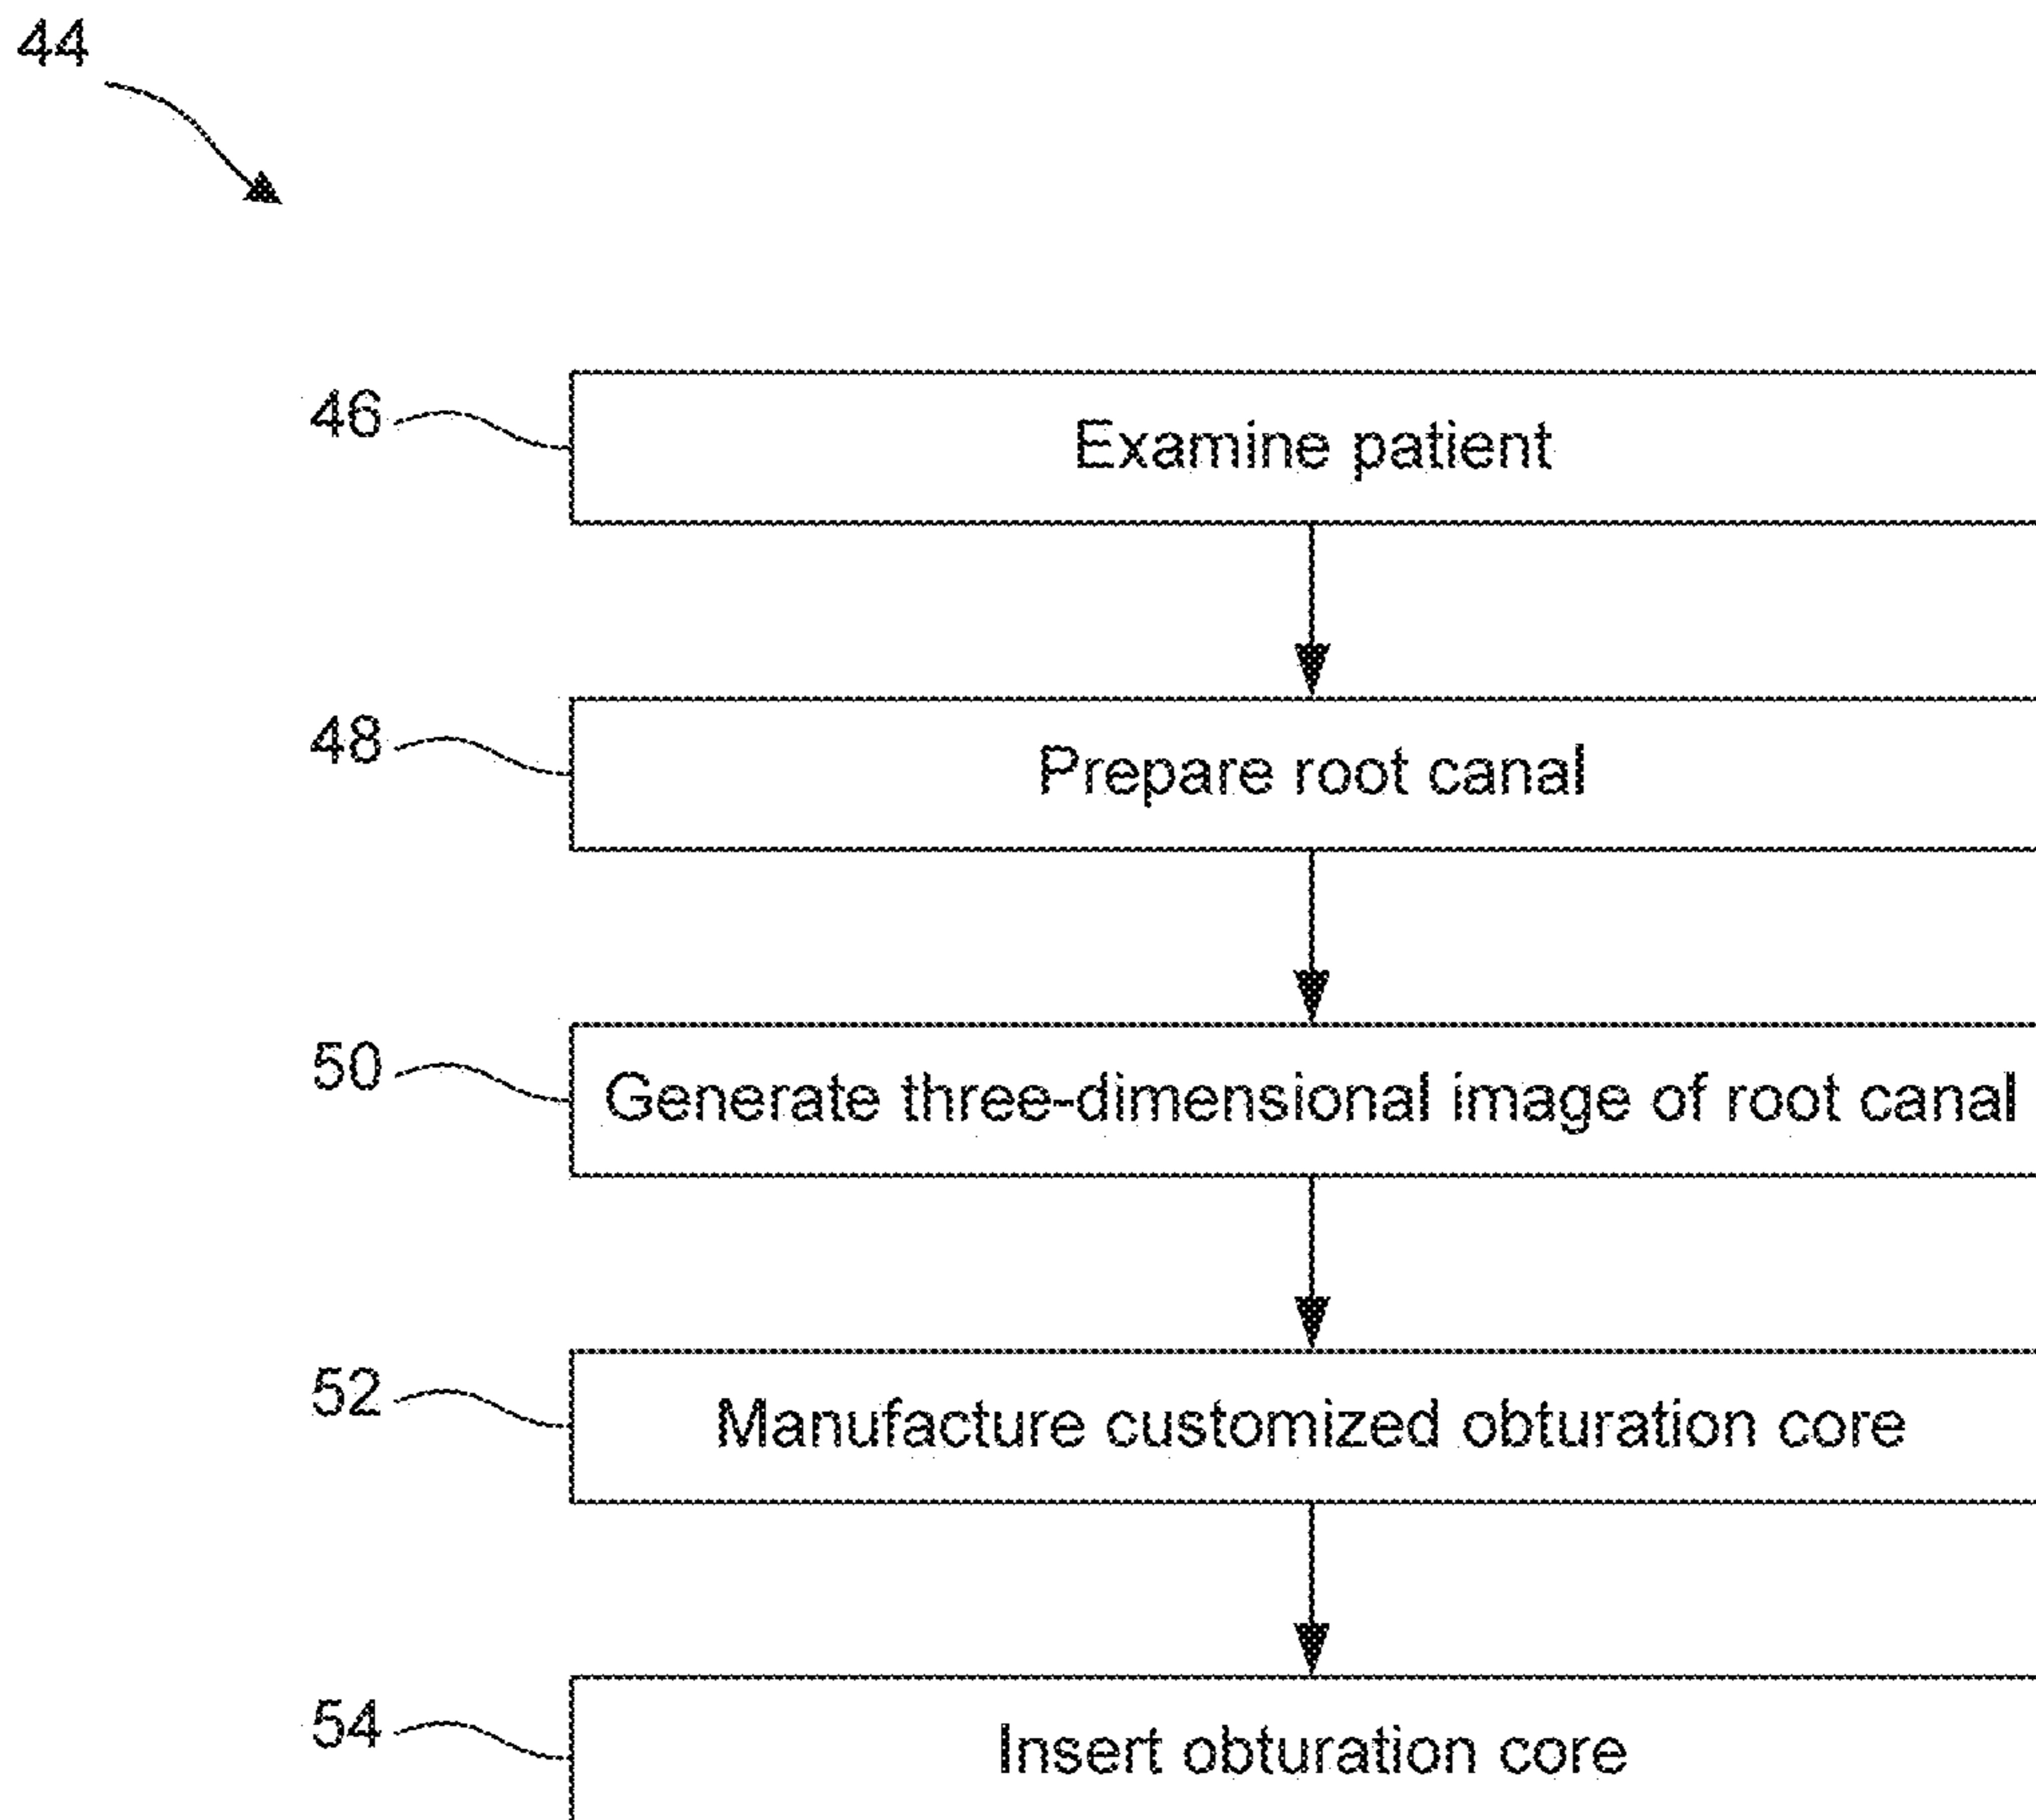 44
46 Examine patient
48 Prepare root canal
50 Generate three-dimensional image of root canal
52 Manufacture customized obturation core
54 Insert obturation core